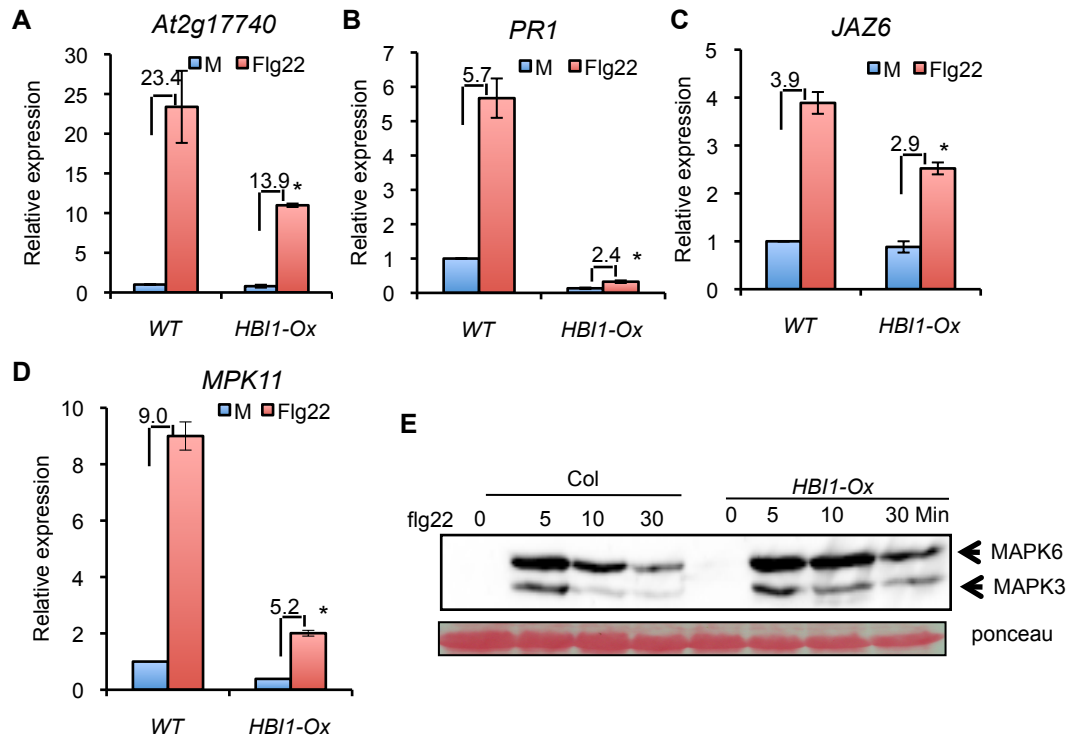 A
At2g17740
M Flg22
Relative expression
30
25
20
15
10
5
0
23.4
13.9
*
WT HBI1-Ox
B
PR1
M Flg22
Relative expression
7
6
5
4
3
2
1
0
5.7
2.4
*
WT HBI1-Ox
C
JAZ6
M Flg22
Relative expression
5
4
3
2
1
0
3.9
2.9
*
WT HBI1-Ox
D
MPK11
M Flg22
Relative expression
10
8
6
4
2
0
9.0
5.2
*
WT HBI1-Ox
E
Col HBI1-Ox
flg22 0 5 10 30 0 5 10 30 Min
MAPK6
MAPK3
ponceau